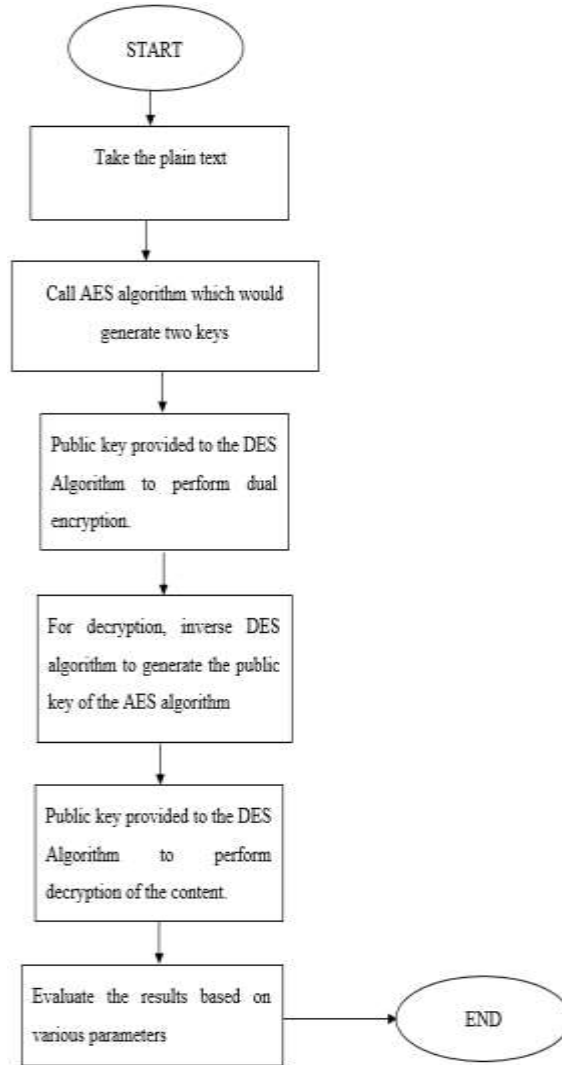 START
Take the plain text
Call AES algorithm which would
generate two keys
Public key provided to the DES
Algorithm to perform dual
encryption.
For decryption, inverse DES
algorithm to generate the public
key of the AES algorithm
Public key provided to the DES
Algorithm to perform
decryption of the content.
Evaluate the results based on
various parameters
END